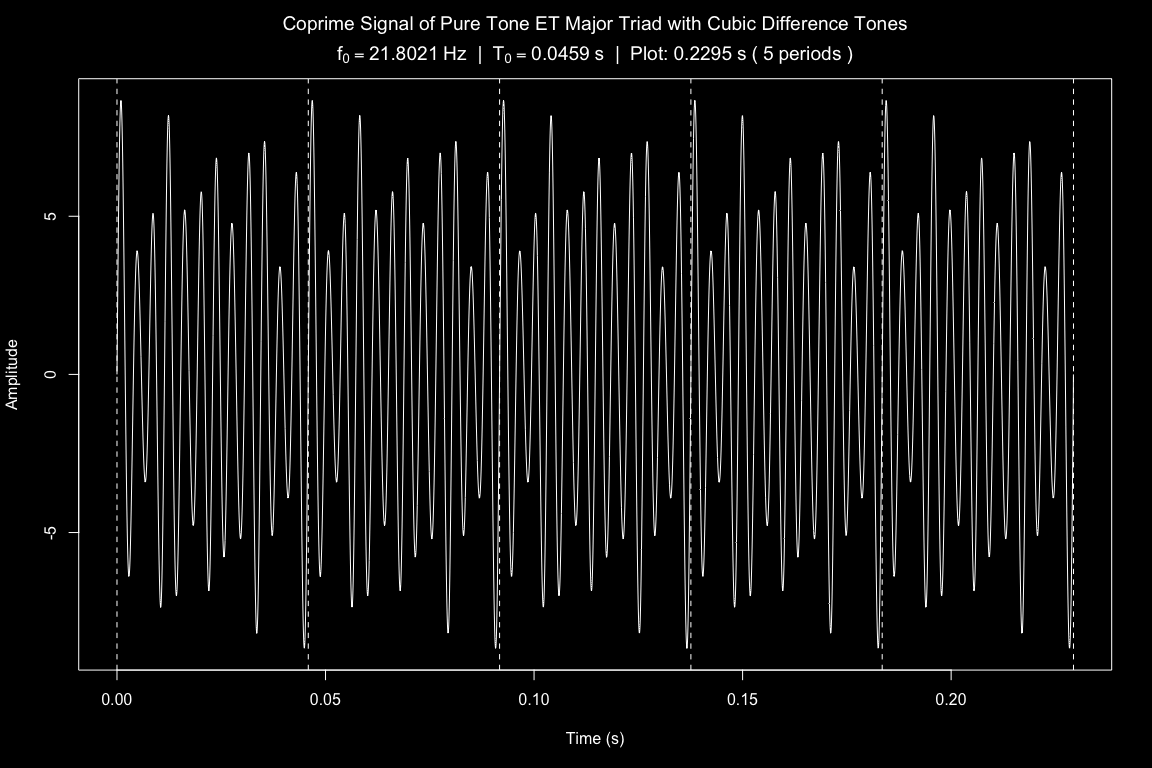 Coprime Signal of Pure Tone ET Major Triad with Cubic Difference Tones
f₀ = 21.8021 Hz | T₀ = 0.0459 s | Plot: 0.2295 s ( 5 periods )
Amplitude
5
0
-5
0.00 0.05 0.10 0.15 0.20
Time (s)